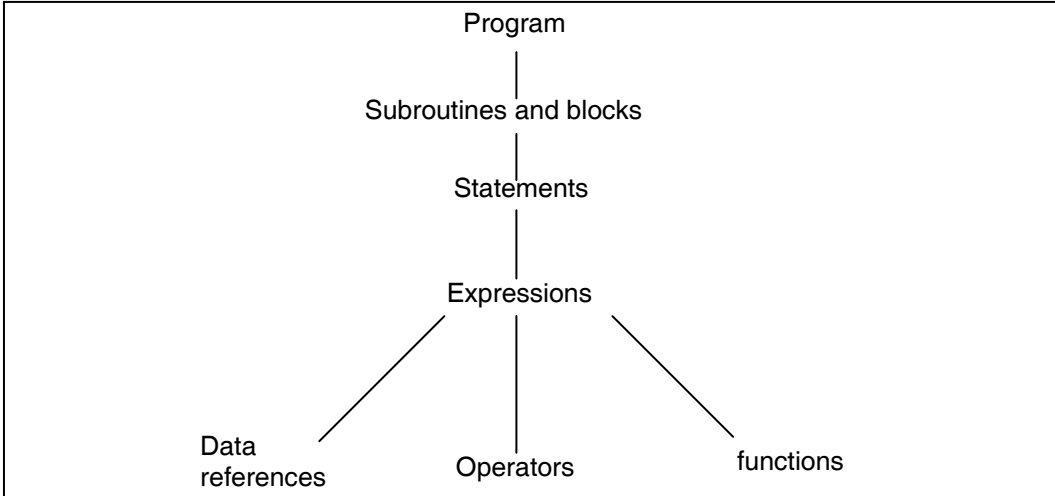 Program
Subroutines and blocks
Statements
Expressions
Data
references
Operators
functions